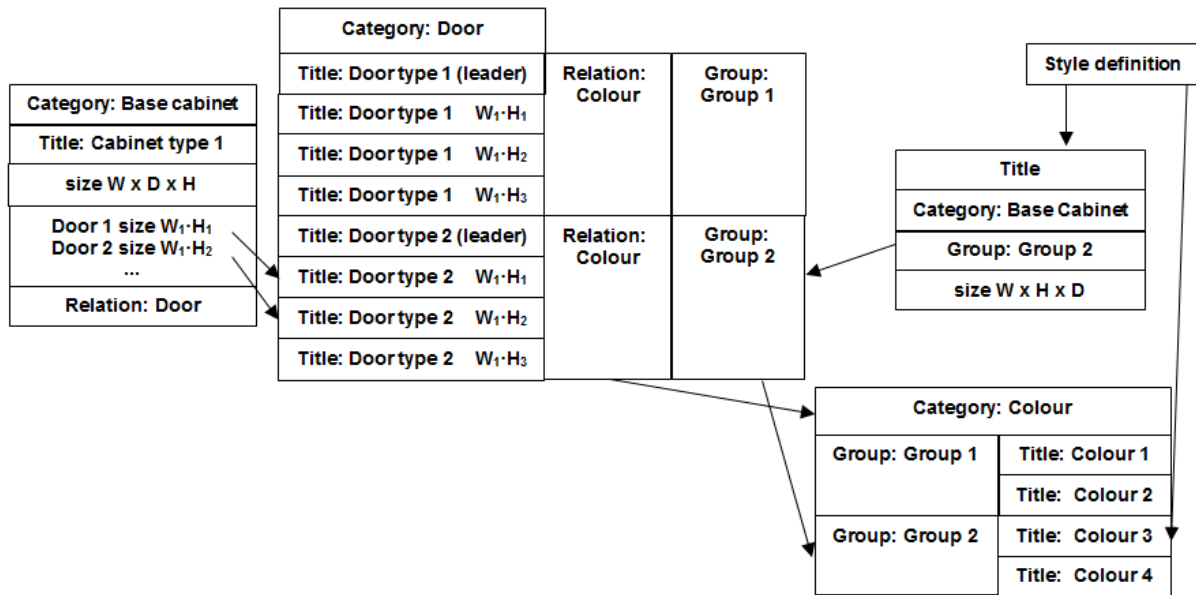 Category: Base cabinet
Title: Cabinet type 1
size W x D x H
Door 1 size W₁·H₁
Door 2 size W₁·H₂
...
Relation: Door
Category: Door
Title: Door type 1 (leader)
Title: Door type 1 W₁·H₁
Title: Door type 1 W₁·H₂
Title: Door type 1 W₁·H₃
Title: Door type 2 (leader)
Title: Door type 2 W₁·H₁
Title: Door type 2 W₁·H₂
Title: Door type 2 W₁·H₃
Relation:
Colour
Group:
Group 1
Relation:
Colour
Group:
Group 2
Style definition
Title
Category: Base Cabinet
Group: Group 2
size W x H x D
Category: Colour
Group: Group 1
Title: Colour 1
Title: Colour 2
Group: Group 2
Title: Colour 3
Title: Colour 4